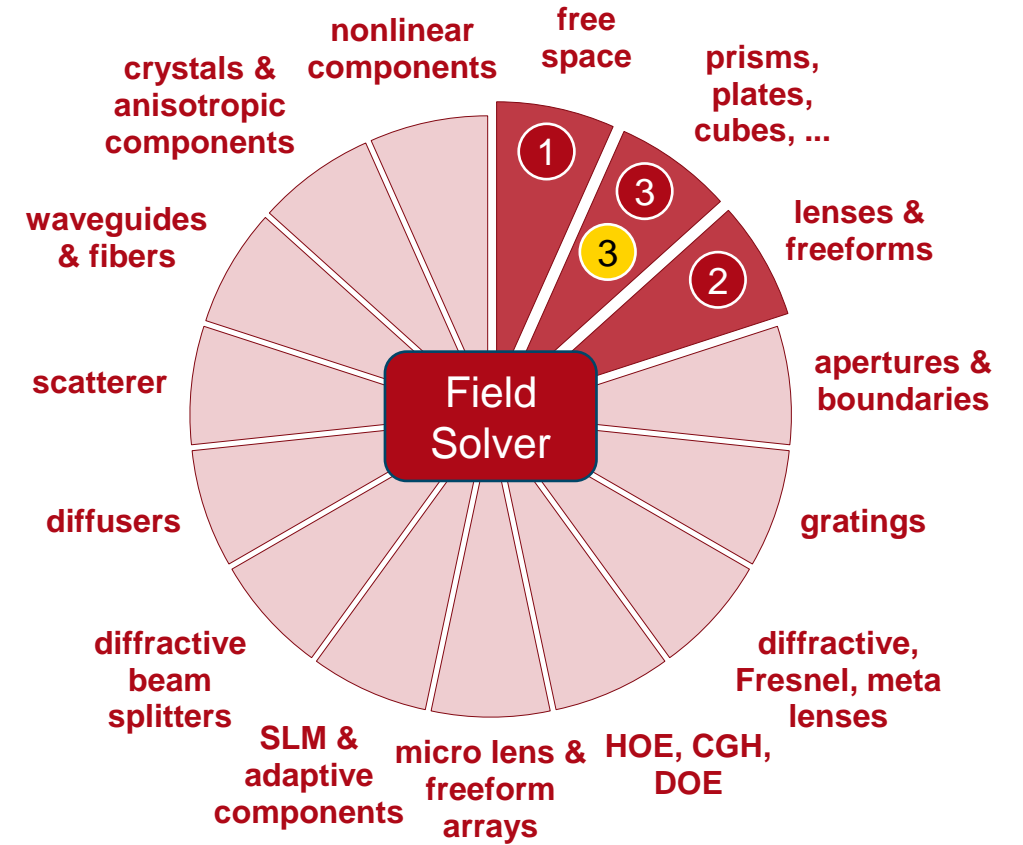 free
space
prisms,
plates,
cubes, ...
lenses &
freeforms
apertures &
boundaries
gratings
diffractive,
Fresnel, meta
lenses
HOE, CGH,
DOE
micro lens &
freeform
arrays
SLM &
adaptive
components
diffractive
beam
splitters
diffusers
scatterer
waveguides
& fibers
crystals &
anisotropic
components
nonlinear
components
1
3
3
2
Field
Solver